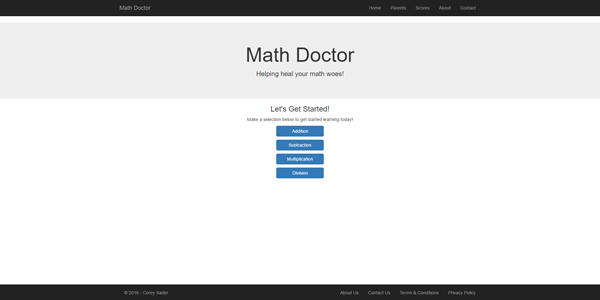 Math Doctor Home Parents Scores About Contact
Math Doctor
Helping heal your math woes!
Let's Get Started!
Make a selection below to get started learning today!
Addition
Subtraction
Multiplication
Division
© 2016 - Corey Sader About Us Contact Us Terms & Conditions Privacy Policy